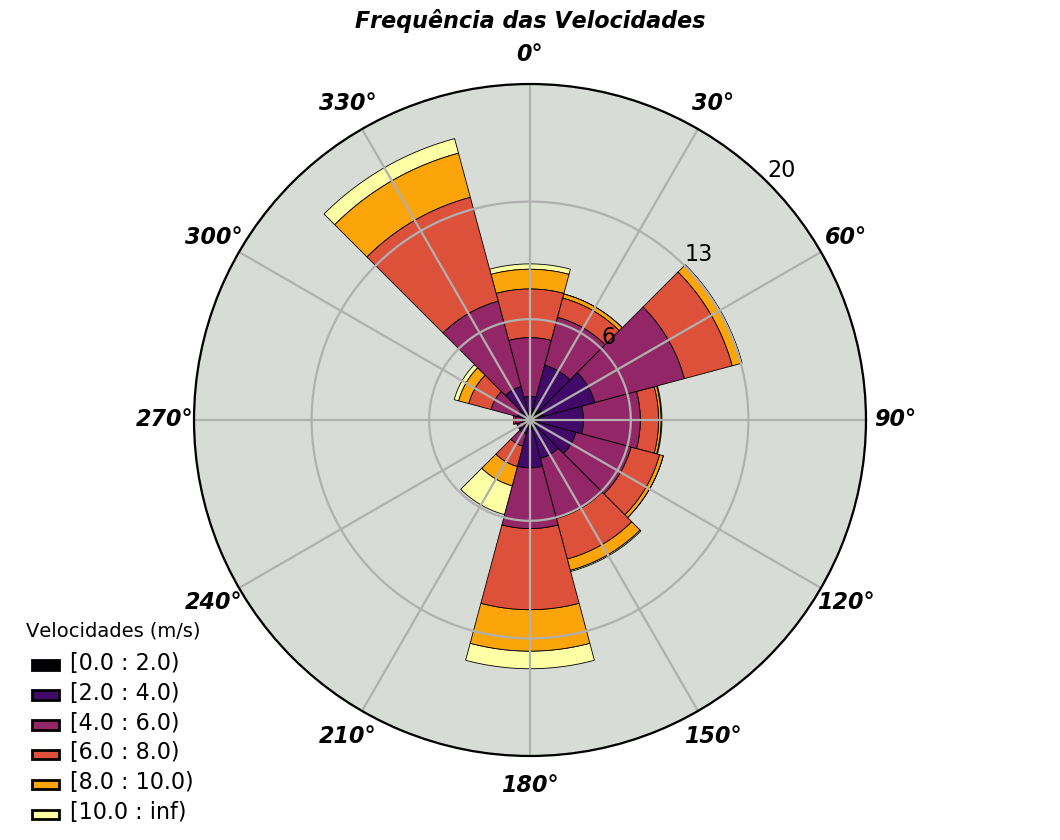 Frequência das Velocidades
0°
330°
30°
20
300°
60°
13
6
270°
90°
240°
120°
210°
150°
180°
Velocidades (m/s)
[0.0 : 2.0)
[2.0 : 4.0)
[4.0 : 6.0)
[6.0 : 8.0)
[8.0 : 10.0)
[10.0 : inf)